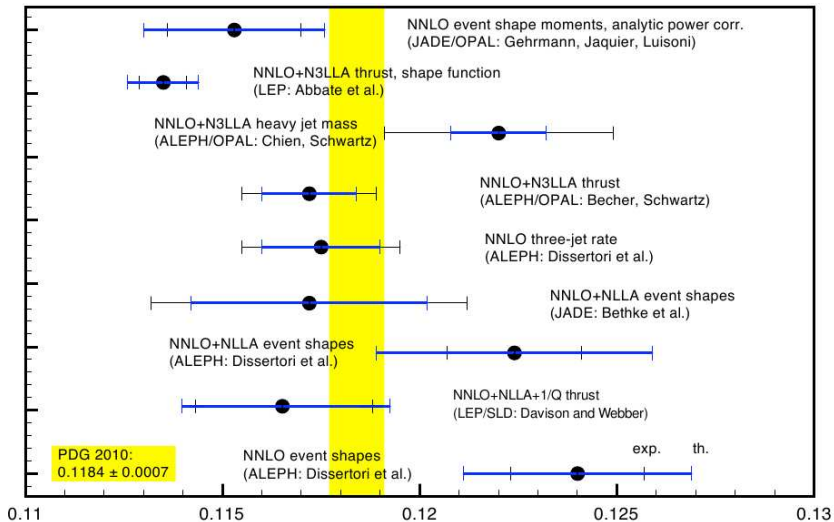 NNLO event shape moments, analytic power corr.
(JADE/OPAL: Gehrmann, Jaquier, Luisoni)
NNLO+N3LLA thrust, shape function
(LEP: Abbate et al.)
NNLO+N3LLA heavy jet mass
(ALEPH/OPAL: Chien, Schwartz)
NNLO+N3LLA thrust
(ALEPH/OPAL: Becher, Schwartz)
NNLO three-jet rate
(ALEPH: Dissertori et al.)
NNLO+NLLA event shapes
(JADE: Bethke et al.)
NNLO+NLLA event shapes
(ALEPH: Dissertori et al.)
NNLO+NLLA+1/Q thrust
(LEP/SLD: Davison and Webber)
exp. th.
PDG 2010:
0.1184 ± 0.0007
NNLO event shapes
(ALEPH: Dissertori et al.)
0.11 0.115 0.12 0.125 0.13